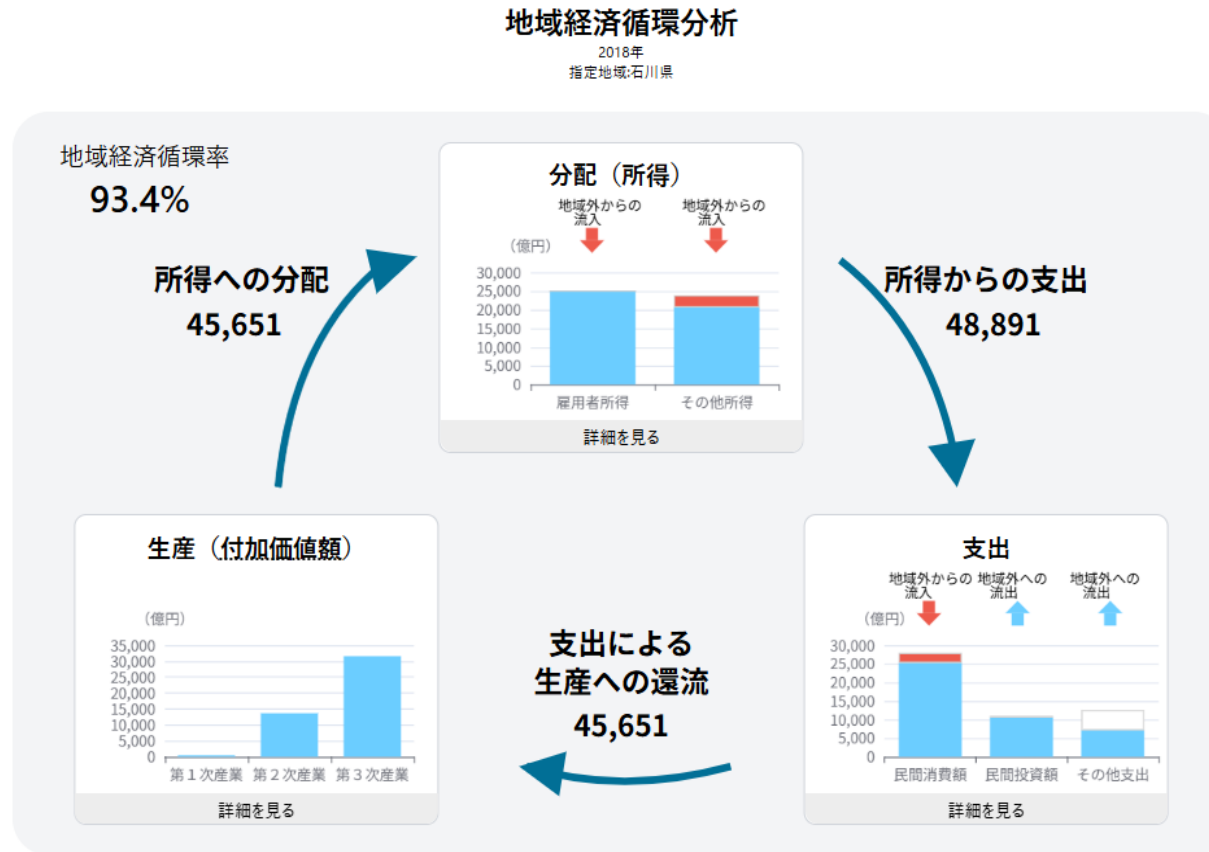 地域経済循環分析
2018年
指定地域:石川県
地域経済循環率
93.4%
所得への分配
45,651
分配（所得）
地域外からの
流入
地域外からの
流入
（億円）
30,000
25,000
20,000
15,000
10,000
5,000
0
雇用者所得
その他所得
詳細を見る
所得からの支出
48,891
生産（付加価値額）
（億円）
35,000
30,000
25,000
20,000
15,000
10,000
5,000
0
第１次産業
第２次産業
第３次産業
詳細を見る
支出による
生産への還流
45,651
支出
地域外からの
流入
地域外への
流出
地域外への
流出
（億円）
30,000
25,000
20,000
15,000
10,000
5,000
0
民間消費額
民間投資額
その他支出
詳細を見る